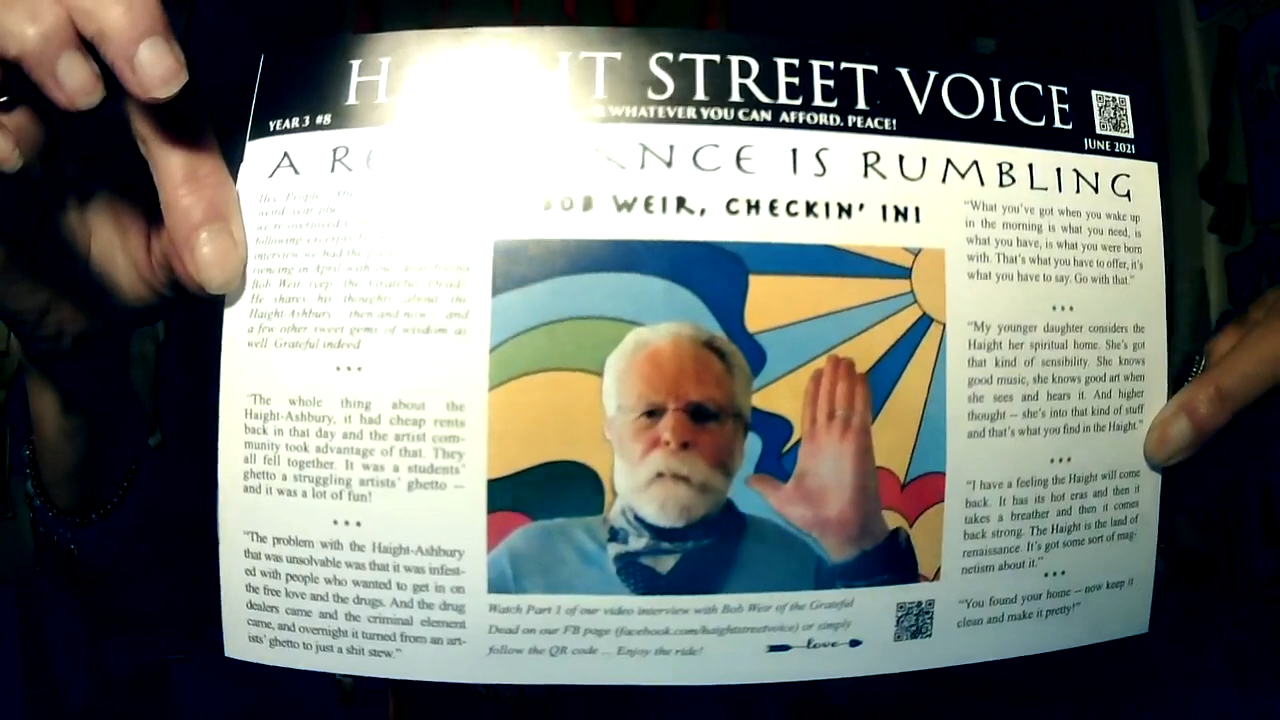 STREET VOICE
WHATEVER YOU CAN AFFORD. PEACE!
YEAR 3 #8
JUNE 2021
IS RUMBLING
BOB WEIR, CHECKIN' IN!
Hey People
following
interview we had the
in April with
Bob Weir (yep, the Grateful Dead).
He shares his thoughts about the
Haight-Ashbury then and now and
a few other sweet gems of wisdom as
well. Grateful indeed
"The whole thing about the
Haight-Ashbury, it had cheap rents
back in that day and the artist com-
munity took advantage of that. They
all fell together. It was a students'
ghetto a struggling artists' ghetto —
and it was a lot of fun!
"The problem with the Haight-Ashbury
that was unsolvable was that it was infest-
ed with people who wanted to get in on
the free love and the drugs. And the drug
dealers came and the criminal element
came, and overnight it turned from an art-
ists' ghetto to just a shit stew."
Watch Part 1 of our video interview with Bob Weir of the Grateful
Dead on our FB page (facebook.com/haightstreetvoice) or simply
follow the QR code ... Enjoy the ride!
love
"What you've got when you wake up
in the morning is what you need, is
what you have, is what you were born
with. That's what you have to offer, it's
what you have to say. Go with that."
"My younger daughter considers the
Haight her spiritual home. She's got
that kind of sensibility. She knows
good music, she knows good art when
she sees and hears it. And higher
thought — she's into that kind of stuff
and that's what you find in the Haight."
"I have a feeling the Haight will come
back. It has its hot eras and then it
takes a breather and then it comes
back strong. The Haight is the land of
renaissance. It's got some sort of mag-
netism about it."
"You found your home – now keep it
clean and make it pretty!"